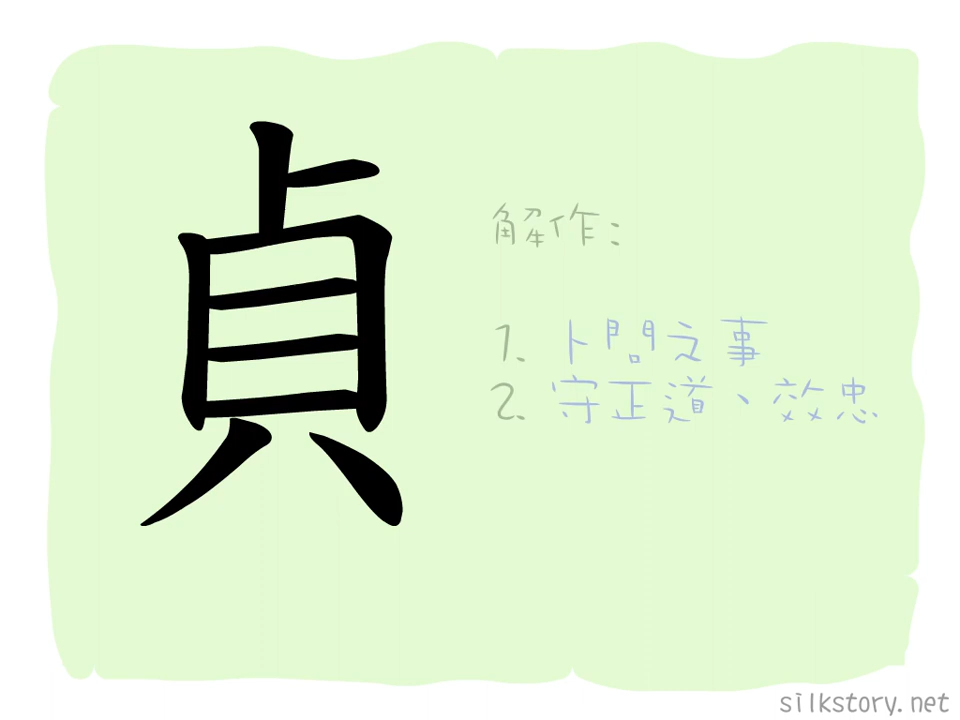 貞
解作：
1. 卜問之事
2. 守正道、效忠
silkstory.net